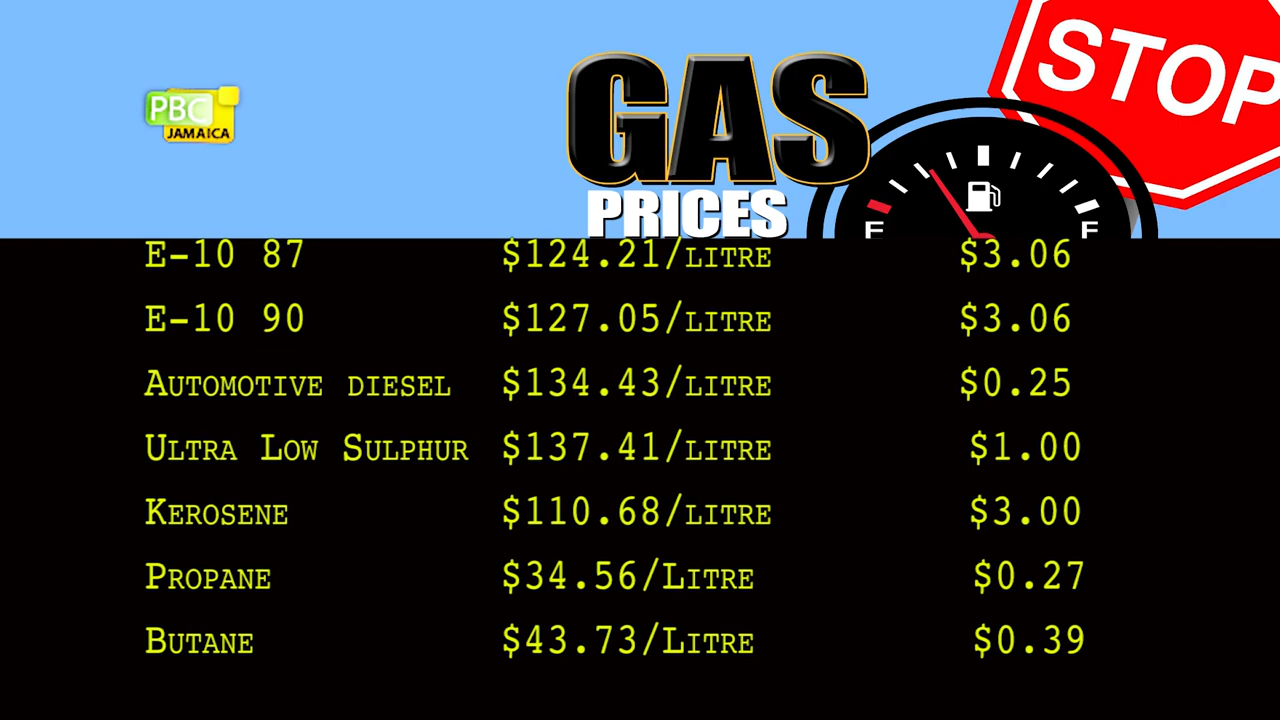 PBC
JAMAICA
GAS
PRICES
STOP
E F
E-10 87 $124.21/LITRE $3.06
E-10 90 $127.05/LITRE $3.06
AUTOMOTIVE DIESEL $134.43/LITRE $0.25
ULTRA LOW SULPHUR $137.41/LITRE $1.00
KEROSENE $110.68/LITRE $3.00
PROPANE $34.56/LITRE $0.27
BUTANE $43.73/LITRE $0.39